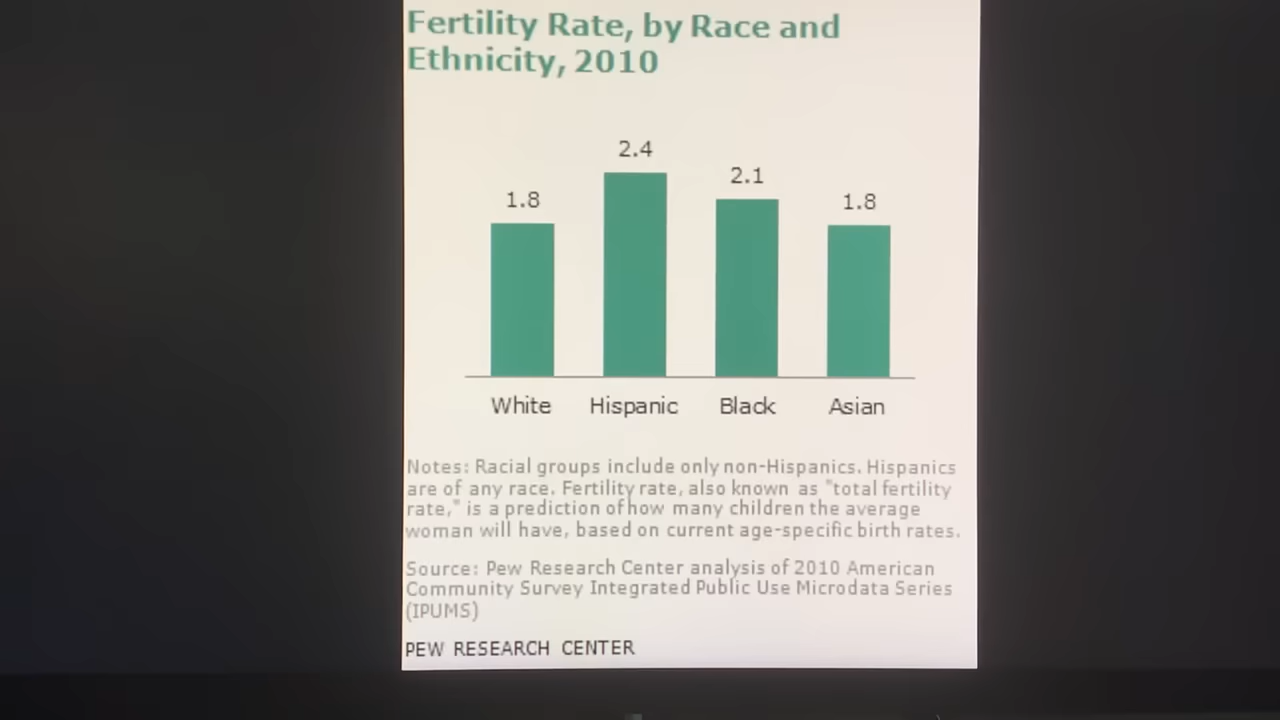 Fertility Rate, by Race and
Ethnicity, 2010
2.4
2.1
1.8
1.8
White Hispanic Black Asian
Notes: Racial groups include only non-Hispanics. Hispanics
are of any race. Fertility rate, also known as "total fertility
rate," is a prediction of how many children the average
woman will have, based on current age-specific birth rates.
Source: Pew Research Center analysis of 2010 American
Community Survey Integrated Public Use Microdata Series
(IPUMS)
PEW RESEARCH CENTER